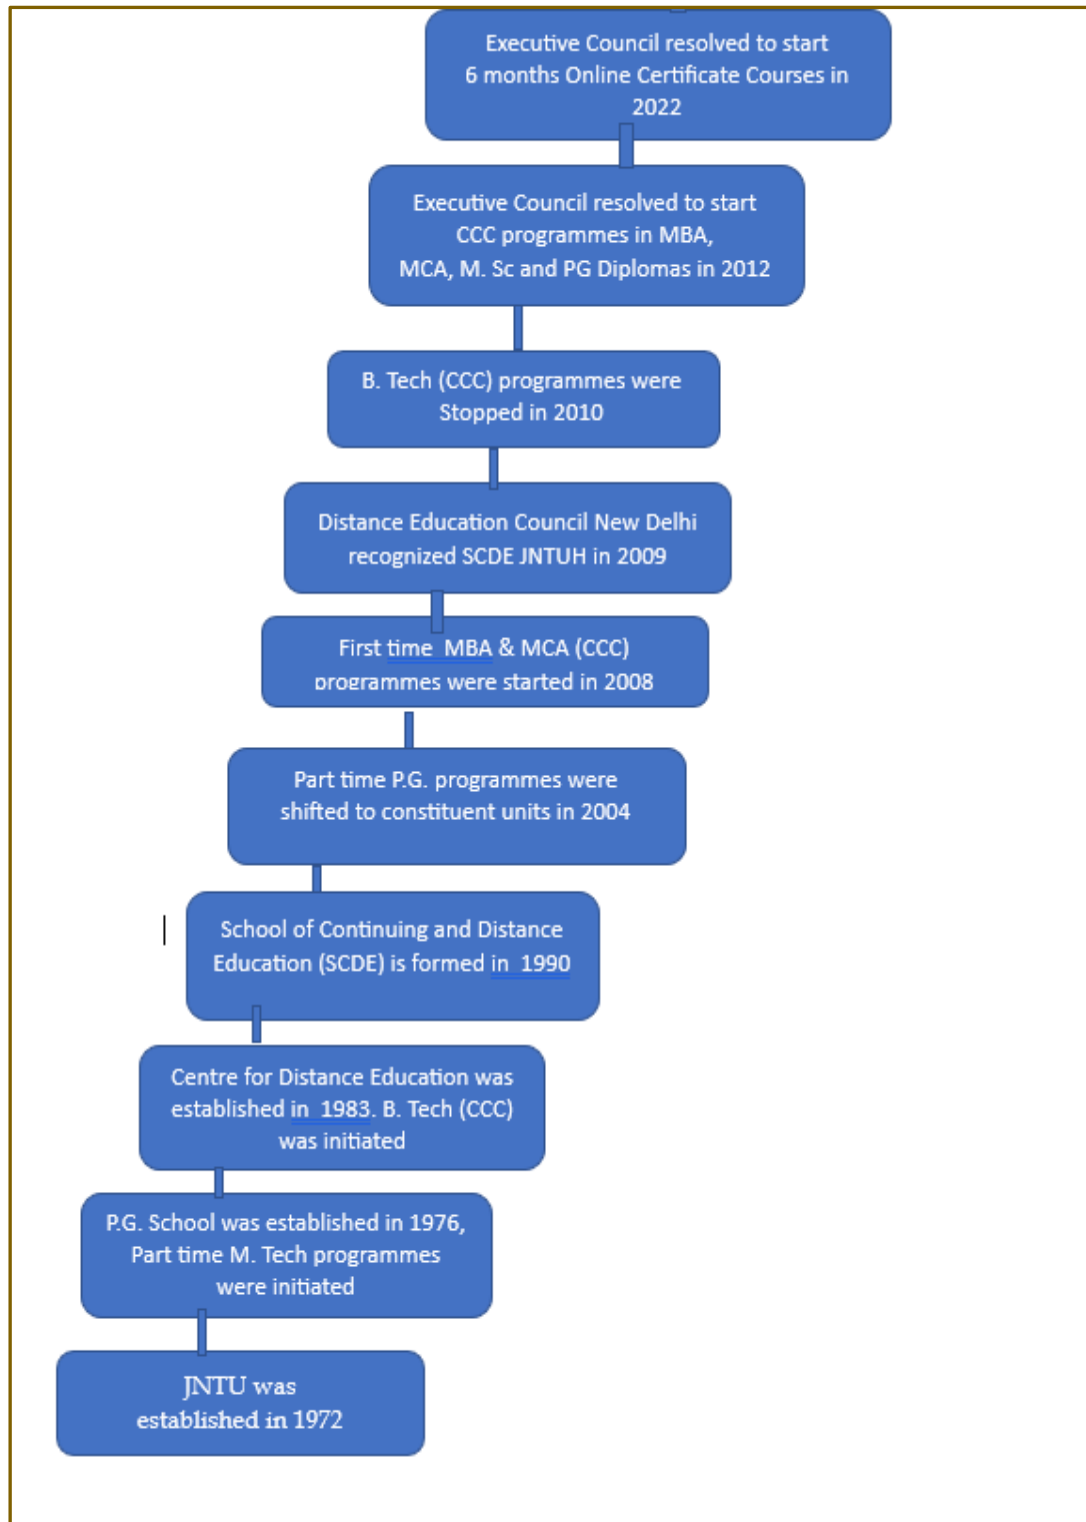 Executive Council resolved to start
6 months Online Certificate Courses in
2022
Executive Council resolved to start
CCC programmes in MBA,
MCA, M. Sc and PG Diplomas in 2012
B. Tech (CCC) programmes were
Stopped in 2010
Distance Education Council New Delhi
recognized SCDE JNTUH in 2009
First time  MBA & MCA (CCC)
programmes were started in 2008
Part time P.G. programmes were
shifted to constituent units in 2004
School of Continuing and Distance
Education (SCDE) is formed in  1990
Centre for Distance Education was
established in  1983. B. Tech (CCC)
was initiated
P.G. School was established in 1976,
Part time M. Tech programmes
were initiated
JNTU was
established in 1972